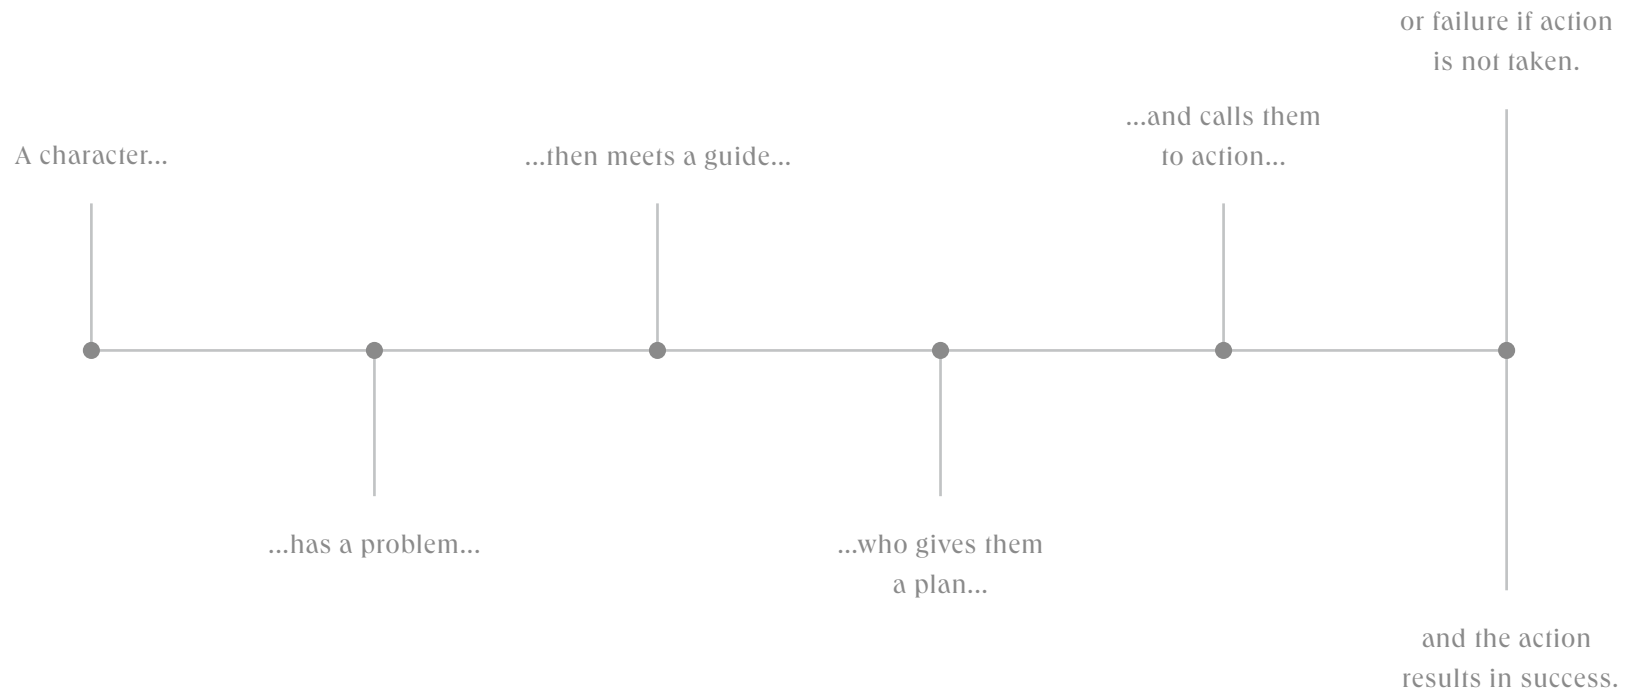 A character...
...has a problem...
...then meets a guide...
...who gives them
a plan...
...and calls them
to action...
and the action
results in success.
or failure if action
is not taken.